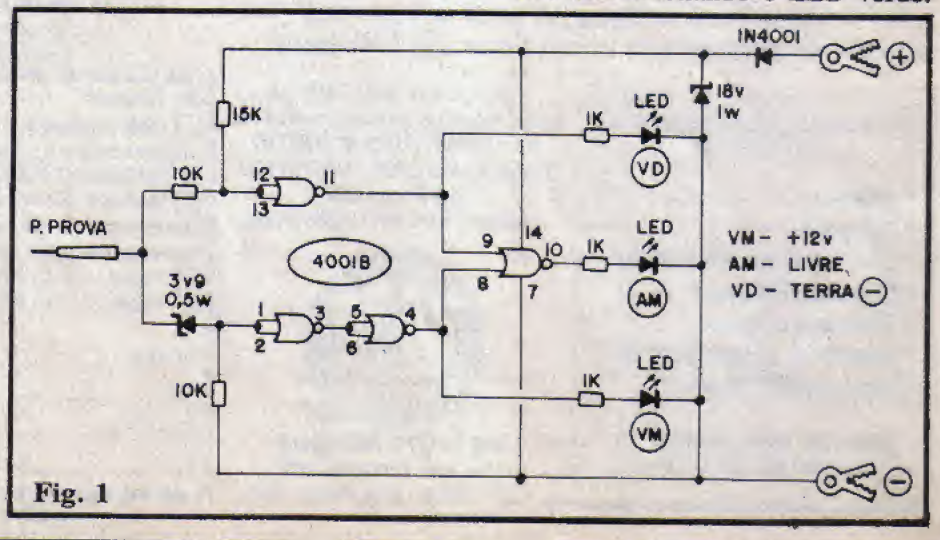 1N4001
+
18v
1w
15K
1K
LED
VD
10K
12
13
11
P. PROVA
4001B
9
8
14
10
7
1K
LED
AM
VM – +12v
AM – LIVRE
VD – TERRA −
3v9
0,5w
1
2
3
5
6
4
10K
1K
LED
VM
Fig. 1
−